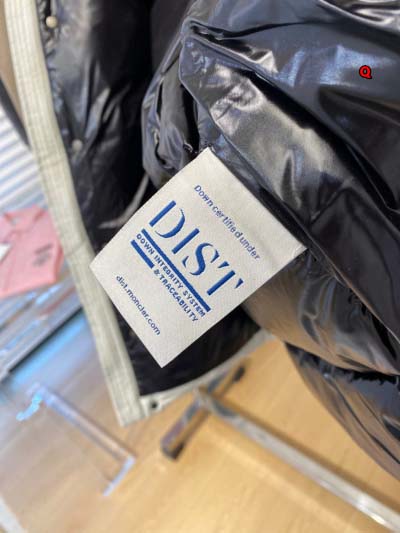 Q
Down certified under
DIST
DOWN INTEGRITY SYSTEM
& TRACEABILITY
dist.moncler.com